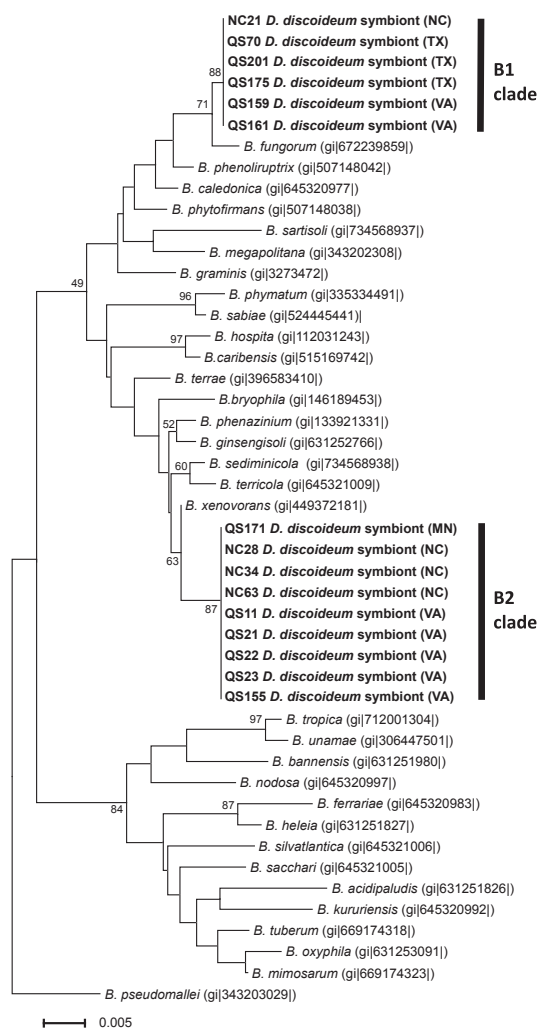 NC21 D. discoideum symbiont (NC)
QS70 D. discoideum symbiont (TX)
QS201 D. discoideum symbiont (TX)
QS175 D. discoideum symbiont (TX)
QS159 D. discoideum symbiont (VA)
QS161 D. discoideum symbiont (VA)
B1
clade
88
71
B. fungorum (gi|672239859|)
B. phenoliruptrix (gi|507148042|)
B. caledonica (gi|645320977|)
B. phytofirmans (gi|507148038|)
B. sartisoli (gi|734568937|)
B. megapolitana (gi|343202308|)
B. graminis (gi|3273472|)
49
B. phymatum (gi|335334491|)
96
B. sabiae (gi|524445441)|
B. hospita (gi|112031243|)
97
B.caribensis (gi|515169742|)
B. terrae (gi|396583410|)
B.bryophila (gi|146189453|)
B. phenazinium (gi|133921331|)
52
B. ginsengisoli (gi|631252766|)
B. sediminicola (gi|734568938|)
60
B. terricola (gi|645321009|)
B. xenovorans (gi|449372181|)
QS171 D. discoideum symbiont (MN)
NC28 D. discoideum symbiont (NC)
63
NC34 D. discoideum symbiont (NC)
NC63 D. discoideum symbiont (NC)
87
QS11 D. discoideum symbiont (VA)
QS21 D. discoideum symbiont (VA)
QS22 D. discoideum symbiont (VA)
QS23 D. discoideum symbiont (VA)
QS155 D. discoideum symbiont (VA)
B2
clade
97
B. tropica (gi|712001304|)
B. unamae (gi|306447501|)
B. bannensis (gi|631251980|)
B. nodosa (gi|645320997|)
84
87
B. ferrariae (gi|645320983|)
B. heleia (gi|631251827|)
B. silvatlantica (gi|645321006|)
B. sacchari (gi|645321005|)
B. acidipaludis (gi|631251826|)
B. kururiensis (gi|645320992|)
B. tuberum (gi|669174318|)
B. oxyphila (gi|631253091|)
B. mimosarum (gi|669174323|)
B. pseudomallei (gi|343203029|)
0.005